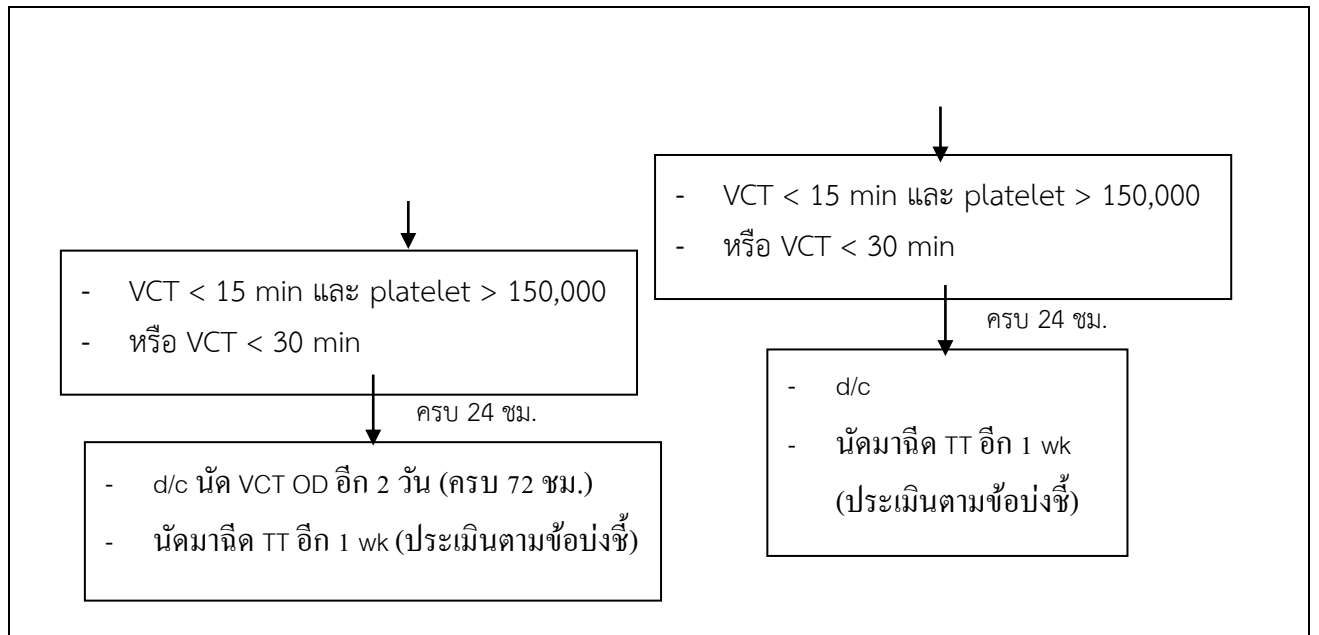 - VCT < 15 min และ platelet > 150,000
- หรือ VCT < 30 min
ครบ 24 ชม.
- d/c นัด VCT OD อีก 2 วัน (ครบ 72 ชม.)
- นัดมาฉีด TT อีก 1 wk (ประเมินตามข้อบ่งชี้)
- VCT < 15 min และ platelet > 150,000
- หรือ VCT < 30 min
ครบ 24 ชม.
- d/c
- นัดมาฉีด TT อีก 1 wk
(ประเมินตามข้อบ่งชี้)